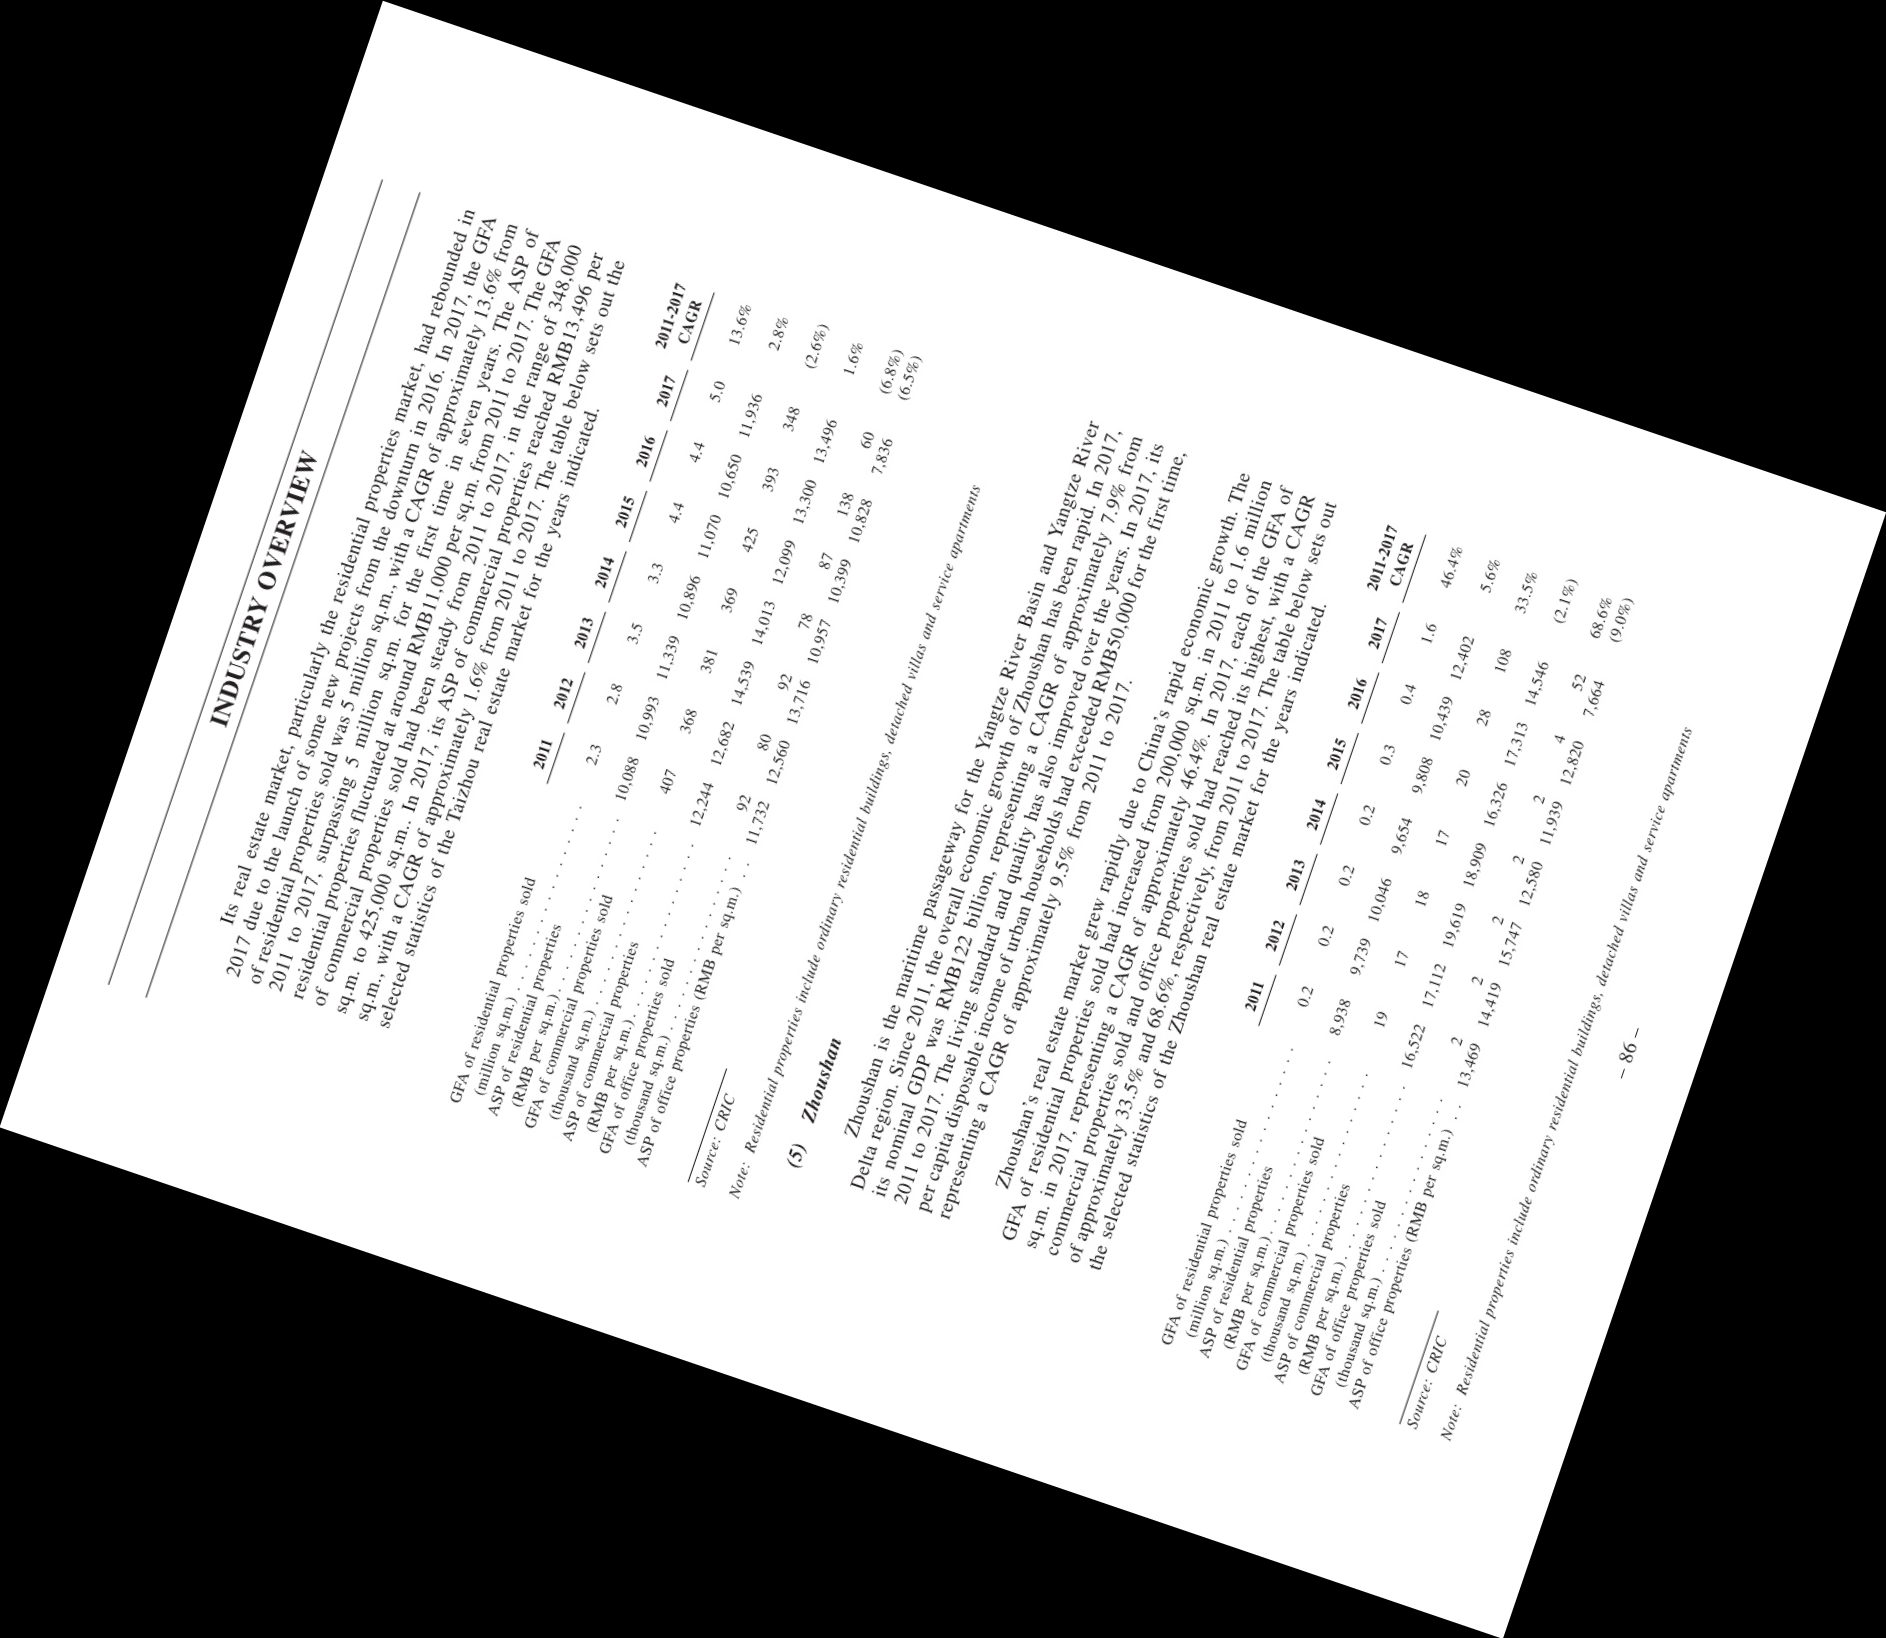 INDUSTRY OVERVIEW
Its real estate market, particularly the residential properties market, had rebounded in
2017 due to the launch of some new projects from the downturn in 2016. In 2017, the GFA
of residential properties sold was 5 million sq.m., with a CAGR of approximately 13.6% from
2011 to 2017, surpassing 5 million sq.m. for the first time in seven years. The ASP of
residential properties fluctuated at around RMB11,000 per sq.m. from 2011 to 2017. The GFA
of commercial properties sold had been steady from 2011 to 2017, in the range of 348,000
sq.m. to 425,000 sq.m.. In 2017, its ASP of commercial properties reached RMB13,496 per
sq.m., with a CAGR of approximately 1.6% from 2011 to 2017. The table below sets out the
selected statistics of the Taizhou real estate market for the years indicated.
2011 2012 2013 2014 2015 2016 2017 2011-2017 CAGR
GFA of residential properties sold
(million sq.m.) . . . . . . . . . . . . . . . . . . . 2.3 2.8 3.5 3.3 4.4 4.4 5.0 13.6%
ASP of residential properties
(RMB per sq.m.) . . . . . . . . . . . . . . . . . . 10,088 10,993 11,339 10,896 11,070 10,650 11,936 2.8%
GFA of commercial properties sold
(thousand sq.m.) . . . . . . . . . . . . . . . . . . 407 368 381 369 425 393 348 (2.6%)
ASP of commercial properties
(RMB per sq.m.) . . . . . . . . . . . . . . . . . . 12,244 12,682 14,539 14,013 12,099 13,300 13,496 1.6%
GFA of office properties sold
(thousand sq.m.) . . . . . . . . . . . . . . . . . . 92 80 92 78 87 138 60 (6.8%)
ASP of office properties (RMB per sq.m.) . . 11,732 12,560 13,716 10,957 10,399 10,828 7,836 (6.5%)
Source: CRIC
Note: Residential properties include ordinary residential buildings, detached villas and service apartments
(5) Zhoushan
Zhoushan is the maritime passageway for the Yangtze River Basin and Yangtze River
Delta region. Since 2011, the overall economic growth of Zhoushan has been rapid. In 2017,
its nominal GDP was RMB122 billion, representing a CAGR of approximately 7.9% from
2011 to 2017. The living standard and quality has also improved over the years. In 2017, its
per capita disposable income of urban households had exceeded RMB50,000 for the first time,
representing a CAGR of approximately 9.5% from 2011 to 2017.
Zhoushan's real estate market grew rapidly due to China's rapid economic growth. The
GFA of residential properties sold had increased from 200,000 sq.m. in 2011 to 1.6 million
sq.m. in 2017, representing a CAGR of approximately 46.4%. In 2017, each of the GFA of
commercial properties sold and office properties sold had reached its highest, with a CAGR
of approximately 33.5% and 68.6%, respectively, from 2011 to 2017. The table below sets out
the selected statistics of the Zhoushan real estate market for the years indicated.
2011 2012 2013 2014 2015 2016 2017 2011-2017 CAGR
GFA of residential properties sold
(million sq.m.) . . . . . . . . . . . . . . . . . . . 0.2 0.2 0.2 0.2 0.3 0.4 1.6 46.4%
ASP of residential properties
(RMB per sq.m.) . . . . . . . . . . . . . . . . . . 8,938 9,739 10,046 9,654 9,808 10,439 12,402 5.6%
GFA of commercial properties sold
(thousand sq.m.) . . . . . . . . . . . . . . . . . . 19 17 18 17 20 28 108 33.5%
ASP of commercial properties
(RMB per sq.m.) . . . . . . . . . . . . . . . . . . 16,522 17,112 19,619 18,909 16,326 17,313 14,546 (2.1%)
GFA of office properties sold
(thousand sq.m.) . . . . . . . . . . . . . . . . . . 2 2 2 2 2 4 52 68.6%
ASP of office properties (RMB per sq.m.) . . . 13,469 14,419 15,747 12,580 11,939 12,820 7,664 (9.0%)
Source: CRIC
Note: Residential properties include ordinary residential buildings, detached villas and service apartments
– 86 –